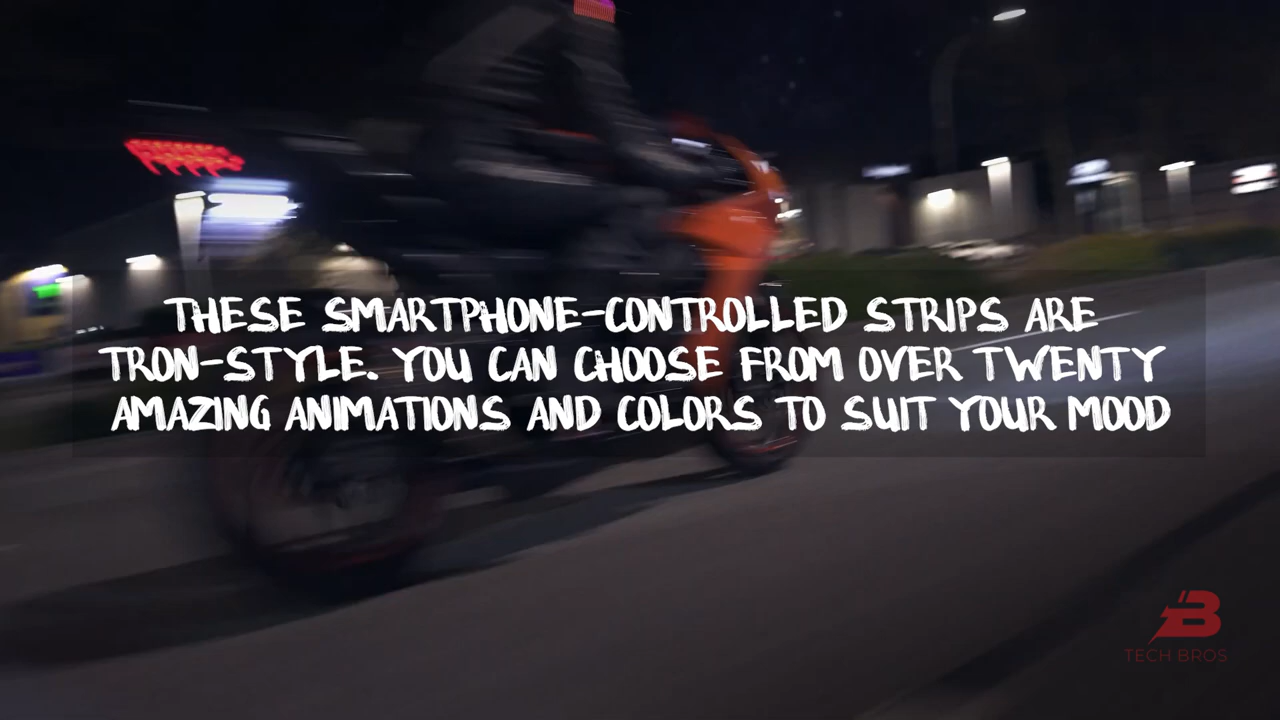 THESE SMARTPHONE-CONTROLLED STRIPS ARE
TRON-STYLE. YOU CAN CHOOSE FROM OVER TWENTY
AMAZING ANIMATIONS AND COLORS TO SUIT YOUR MOOD
TECH BROS